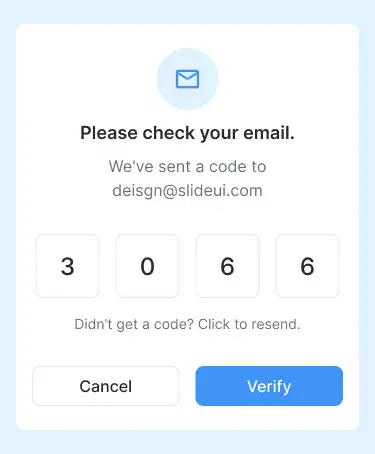 Please check your email.
We've sent a code to
deisgn@slideui.com
3 0 6 6
Didn't get a code? Click to resend.
Cancel Verify